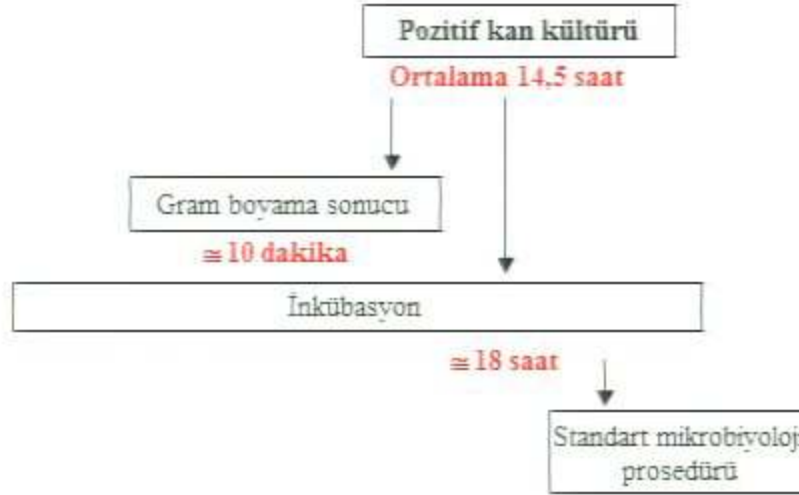 Pozitif kan kültürü
Ortalama 14,5 saat
Gram boyama sonucu
≅ 10 dakika
İnkübasyon
≅ 18 saat
Standart mikrobiyoloj
prosedürü